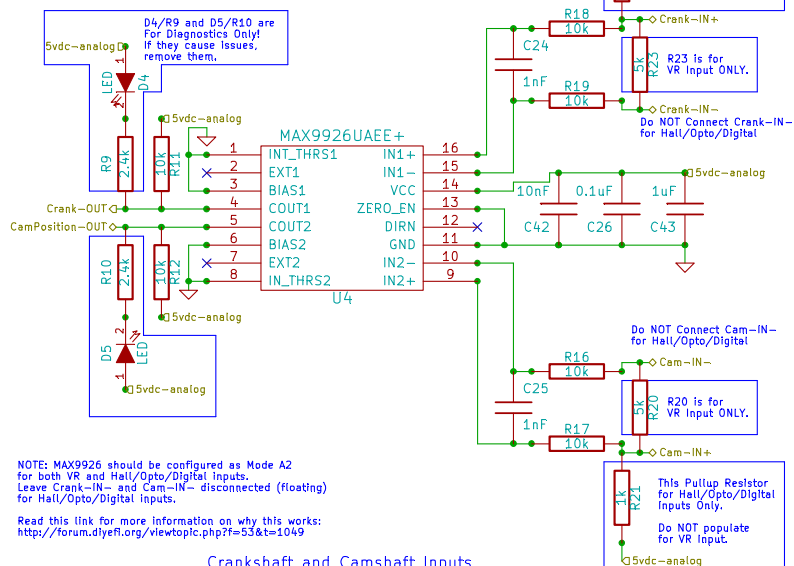 D4/R9 and D5/R10 are
For Diagnostics Only!
If they cause issues,
remove them.
5vdc-analog
1
LED
D4
2
R9
2.4k
5vdc-analog
10k
R11
Crank-OUT
CamPosition-OUT
R10
2.4k
10k
R12
5vdc-analog
2
D5
LED
1
5vdc-analog
MAX9926UAEE+
1
INT_THRS1
2
EXT1
3
BIAS1
4
COUT1
5
COUT2
6
BIAS2
7
EXT2
8
IN_THRS2
IN1+
16
IN1-
15
VCC
14
ZERO_EN
13
DIRN
12
GND
11
IN2-
10
IN2+
9
U4
R18
10k
C24
1nF
R19
10k
Crank-IN+
5k
R23
R23 is for
VR Input ONLY.
Crank-IN-
Do NOT Connect Crank-IN-
for Hall/Opto/Digital
5vdc-analog
10nF
C42
0.1uF
C26
1uF
C43
Do NOT Connect Cam-IN-
for Hall/Opto/Digital
R16
10k
C25
1nF
R17
10k
Cam-IN-
5k
R20
R20 is for
VR Input ONLY.
Cam-IN+
1k
R21
This Pullup Resistor
for Hall/Opto/Digital
inputs Only.
Do NOT populate
for VR Input.
5vdc-analog
NOTE: MAX9926 should be configured as Mode A2
for both VR and Hall/Opto/Digital inputs.
Leave Crank-IN- and Cam-IN- disconnected (floating)
for Hall/Opto/Digital inputs.
Read this link for more information on why this works:
http://forum.diyefi.org/viewtopic.php?f=53&t=1049
Crankshaft and Camshaft Inputs